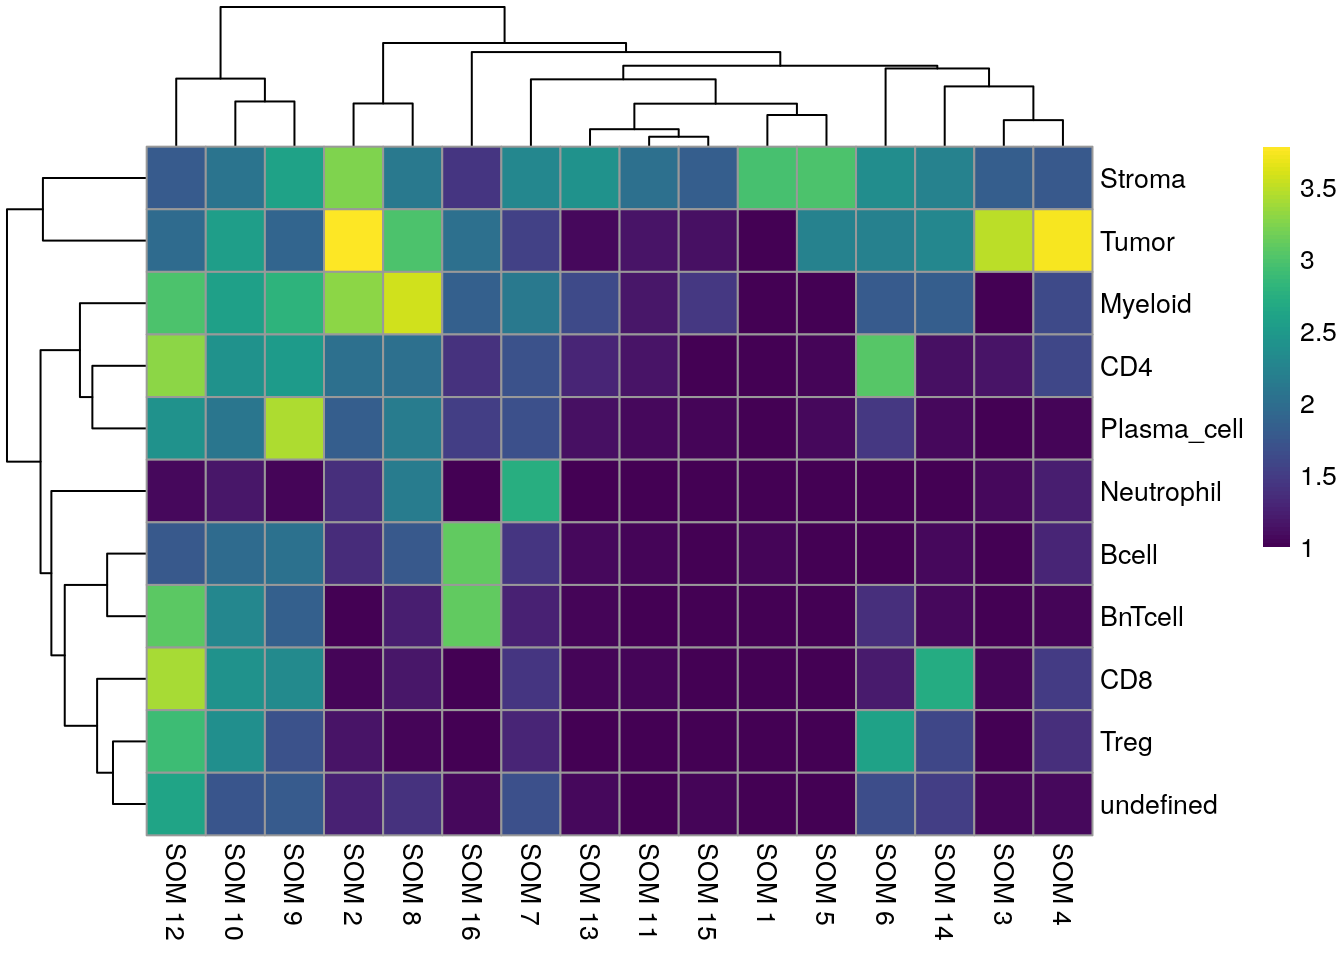 Stroma
Tumor
Myeloid
CD4
Plasma_cell
Neutrophil
Bcell
BnTcell
CD8
Treg
undefined
3.5
3
2.5
2
1.5
1
SOM 12
SOM 10
SOM 9
SOM 2
SOM 8
SOM 16
SOM 7
SOM 13
SOM 11
SOM 15
SOM 1
SOM 5
SOM 6
SOM 14
SOM 3
SOM 4